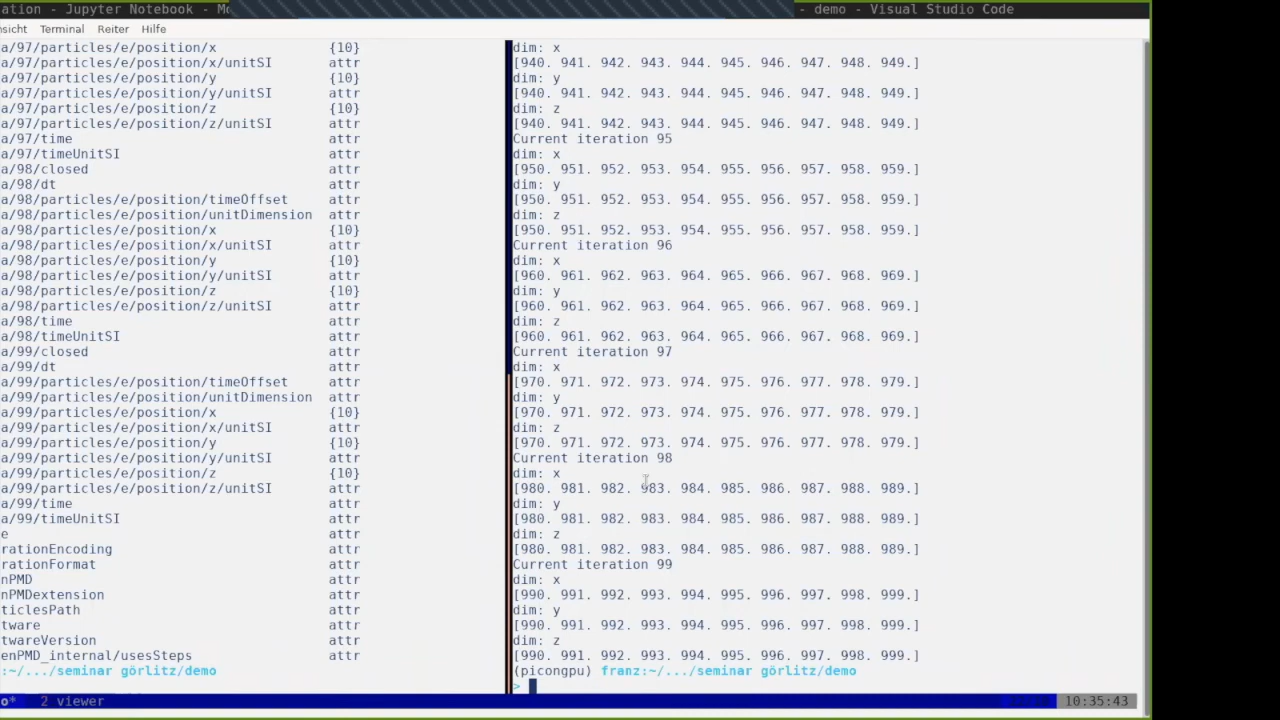 ation - Jupyter Notebook - Mo
- demo - Visual Studio Code
nsicht Terminal Reiter Hilfe
a/97/particles/e/position/x {10}
a/97/particles/e/position/x/unitSI attr
a/97/particles/e/position/y {10}
a/97/particles/e/position/y/unitSI attr
a/97/particles/e/position/z {10}
a/97/particles/e/position/z/unitSI attr
a/97/time attr
a/97/timeUnitSI attr
a/98/closed attr
a/98/dt attr
a/98/particles/e/position/timeOffset attr
a/98/particles/e/position/unitDimension attr
a/98/particles/e/position/x {10}
a/98/particles/e/position/x/unitSI attr
a/98/particles/e/position/y {10}
a/98/particles/e/position/y/unitSI attr
a/98/particles/e/position/z {10}
a/98/particles/e/position/z/unitSI attr
a/98/time attr
a/98/timeUnitSI attr
a/99/closed attr
a/99/dt attr
a/99/particles/e/position/timeOffset attr
a/99/particles/e/position/unitDimension attr
a/99/particles/e/position/x {10}
a/99/particles/e/position/x/unitSI attr
a/99/particles/e/position/y {10}
a/99/particles/e/position/y/unitSI attr
a/99/particles/e/position/z {10}
a/99/particles/e/position/z/unitSI attr
a/99/time attr
a/99/timeUnitSI attr
e attr
rationEncoding attr
rationFormat attr
nPMD attr
nPMDextension attr
ticlesPath attr
tware attr
twareVersion attr
enPMD_internal/usesSteps attr
:~/.../seminar görlitz/demo
dim: x
[940. 941. 942. 943. 944. 945. 946. 947. 948. 949.]
dim: y
[940. 941. 942. 943. 944. 945. 946. 947. 948. 949.]
dim: z
[940. 941. 942. 943. 944. 945. 946. 947. 948. 949.]
Current iteration 95
dim: x
[950. 951. 952. 953. 954. 955. 956. 957. 958. 959.]
dim: y
[950. 951. 952. 953. 954. 955. 956. 957. 958. 959.]
dim: z
[950. 951. 952. 953. 954. 955. 956. 957. 958. 959.]
Current iteration 96
dim: x
[960. 961. 962. 963. 964. 965. 966. 967. 968. 969.]
dim: y
[960. 961. 962. 963. 964. 965. 966. 967. 968. 969.]
dim: z
[960. 961. 962. 963. 964. 965. 966. 967. 968. 969.]
Current iteration 97
dim: x
[970. 971. 972. 973. 974. 975. 976. 977. 978. 979.]
dim: y
[970. 971. 972. 973. 974. 975. 976. 977. 978. 979.]
dim: z
[970. 971. 972. 973. 974. 975. 976. 977. 978. 979.]
Current iteration 98
dim: x
[980. 981. 982. 983. 984. 985. 986. 987. 988. 989.]
dim: y
[980. 981. 982. 983. 984. 985. 986. 987. 988. 989.]
dim: z
[980. 981. 982. 983. 984. 985. 986. 987. 988. 989.]
Current iteration 99
dim: x
[990. 991. 992. 993. 994. 995. 996. 997. 998. 999.]
dim: y
[990. 991. 992. 993. 994. 995. 996. 997. 998. 999.]
dim: z
[990. 991. 992. 993. 994. 995. 996. 997. 998. 999.]
(picongpu) franz:~/.../seminar görlitz/demo
>
o* 2 viewer
10:35:43